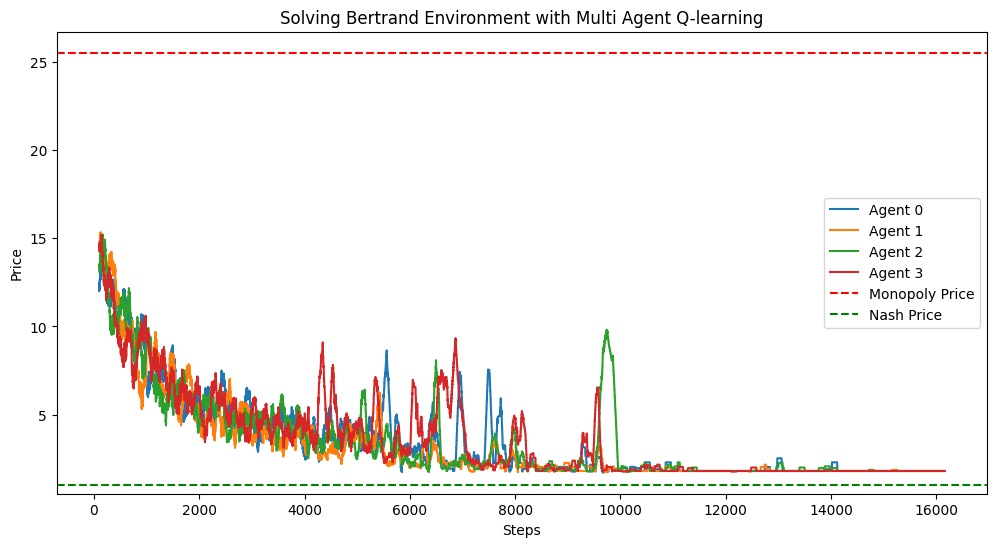 Solving Bertrand Environment with Multi Agent Q-learning
Price
25
20
15
10
5
Agent 0
Agent 1
Agent 2
Agent 3
Monopoly Price
Nash Price
0 2000 4000 6000 8000 10000 12000 14000 16000
Steps